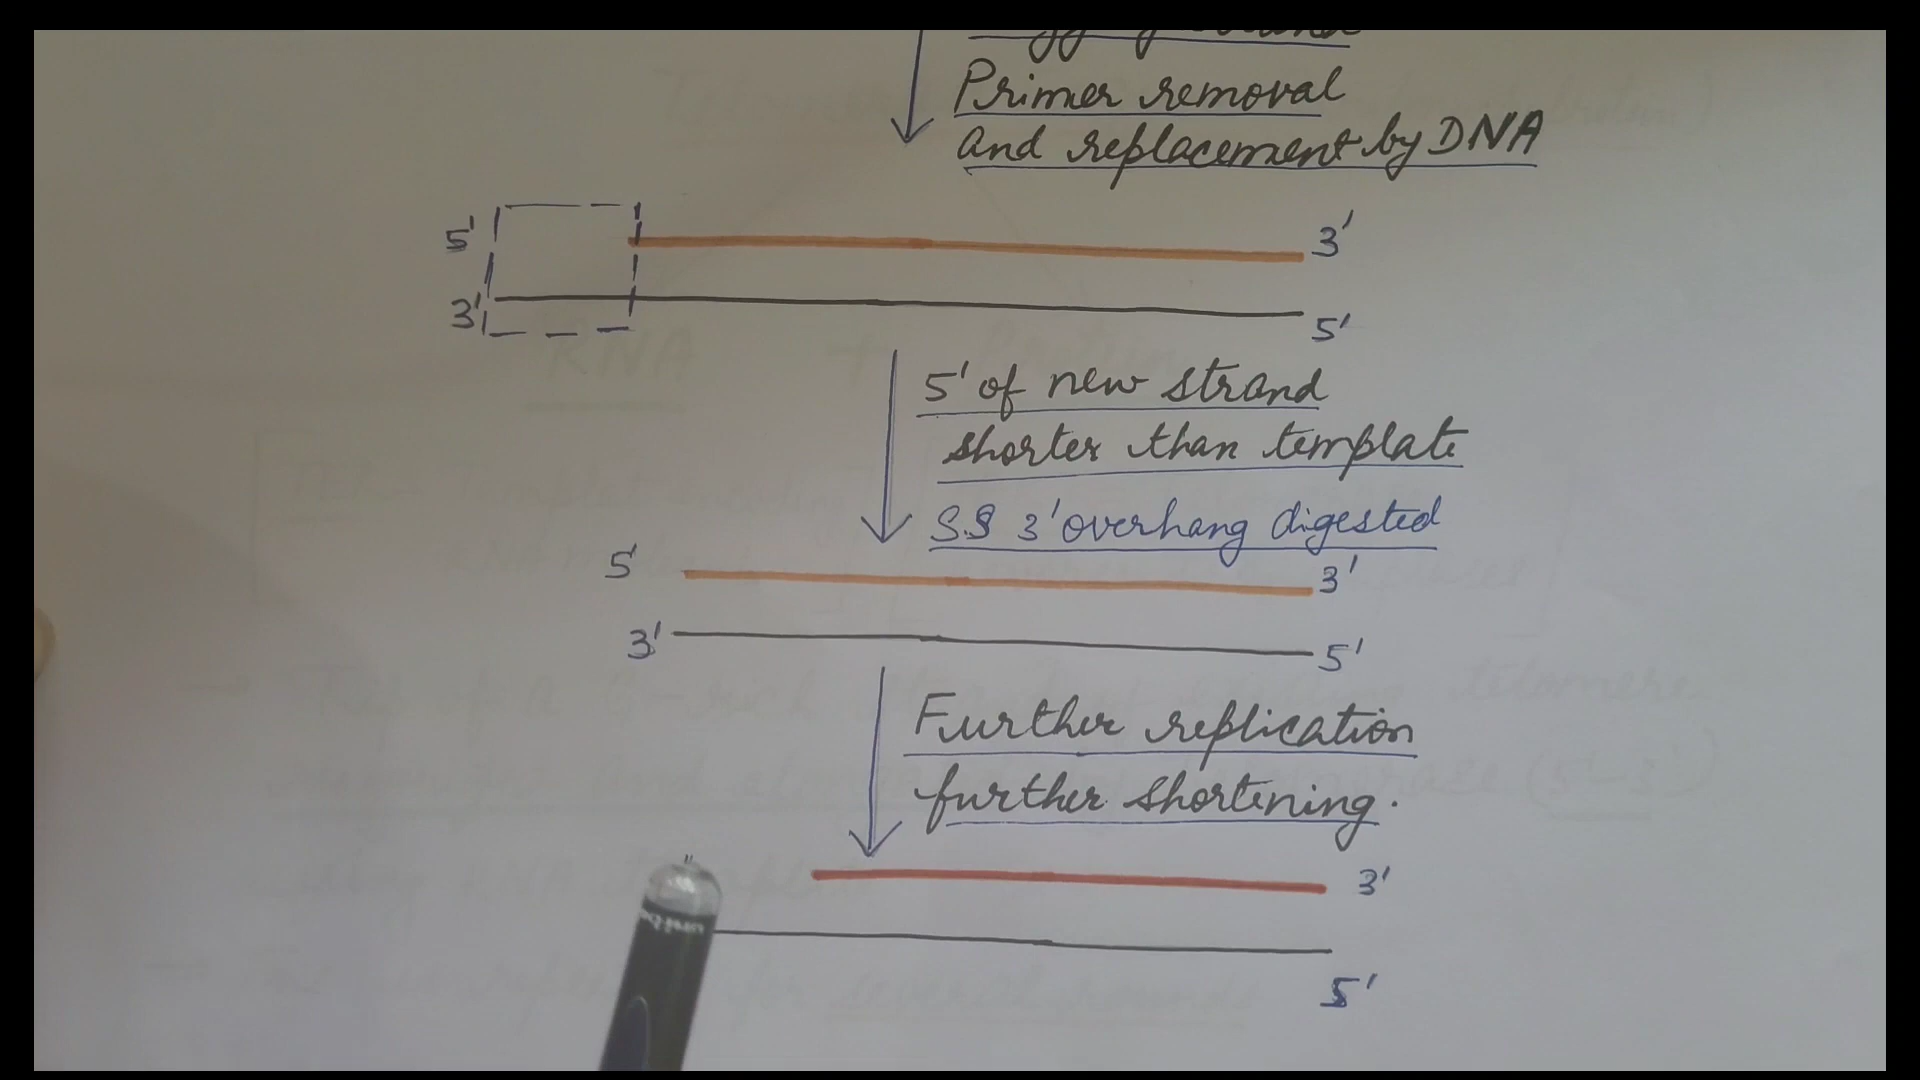 Primer removal
and replacement by DNA
5' 3'
3' 5'
5' of new strand
shorter than template
S.S 3' overhang digested
5' 3'
3' 5'
Further replication
further shortening.
3'
5'